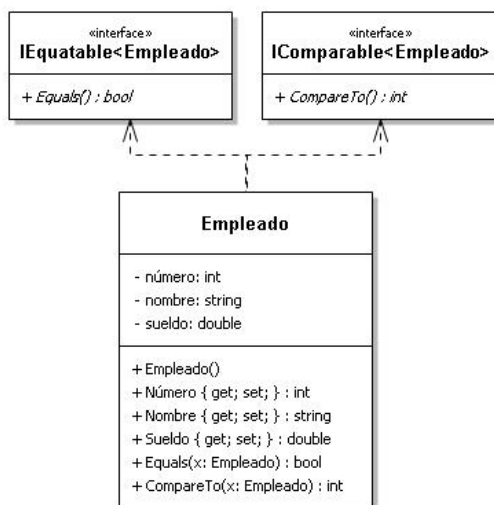 «interface»
IEquatable<Empleado>
+ Equals() : bool
«interface»
IComparable<Empleado>
+ CompareTo() : int
Empleado
- número: int
- nombre: string
- sueldo: double
+ Empleado()
+ Número { get; set; } : int
+ Nombre { get; set; } : string
+ Sueldo { get; set; } : double
+ Equals(x: Empleado) : bool
+ CompareTo(x: Empleado) : int